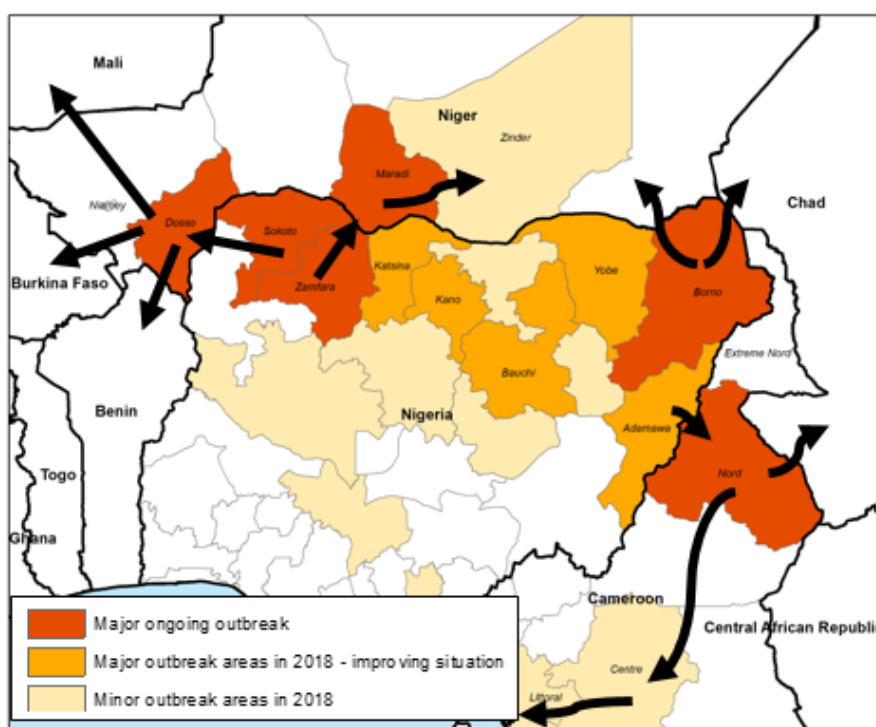 Mali
Niger
Zinder
Maradi
Chad
Niamey
Dosso
Sokoto
Katsina
Yobe
Burkina Faso
Zamfara
Kano
Borno
Extreme Nord
Bauchi
Benin
Nigeria
Adamawa
Togo
Nord
Ghana
Cameroon
Central African Republic
Centre
Littoral
Major ongoing outbreak
Major outbreak areas in 2018 - improving situation
Minor outbreak areas in 2018